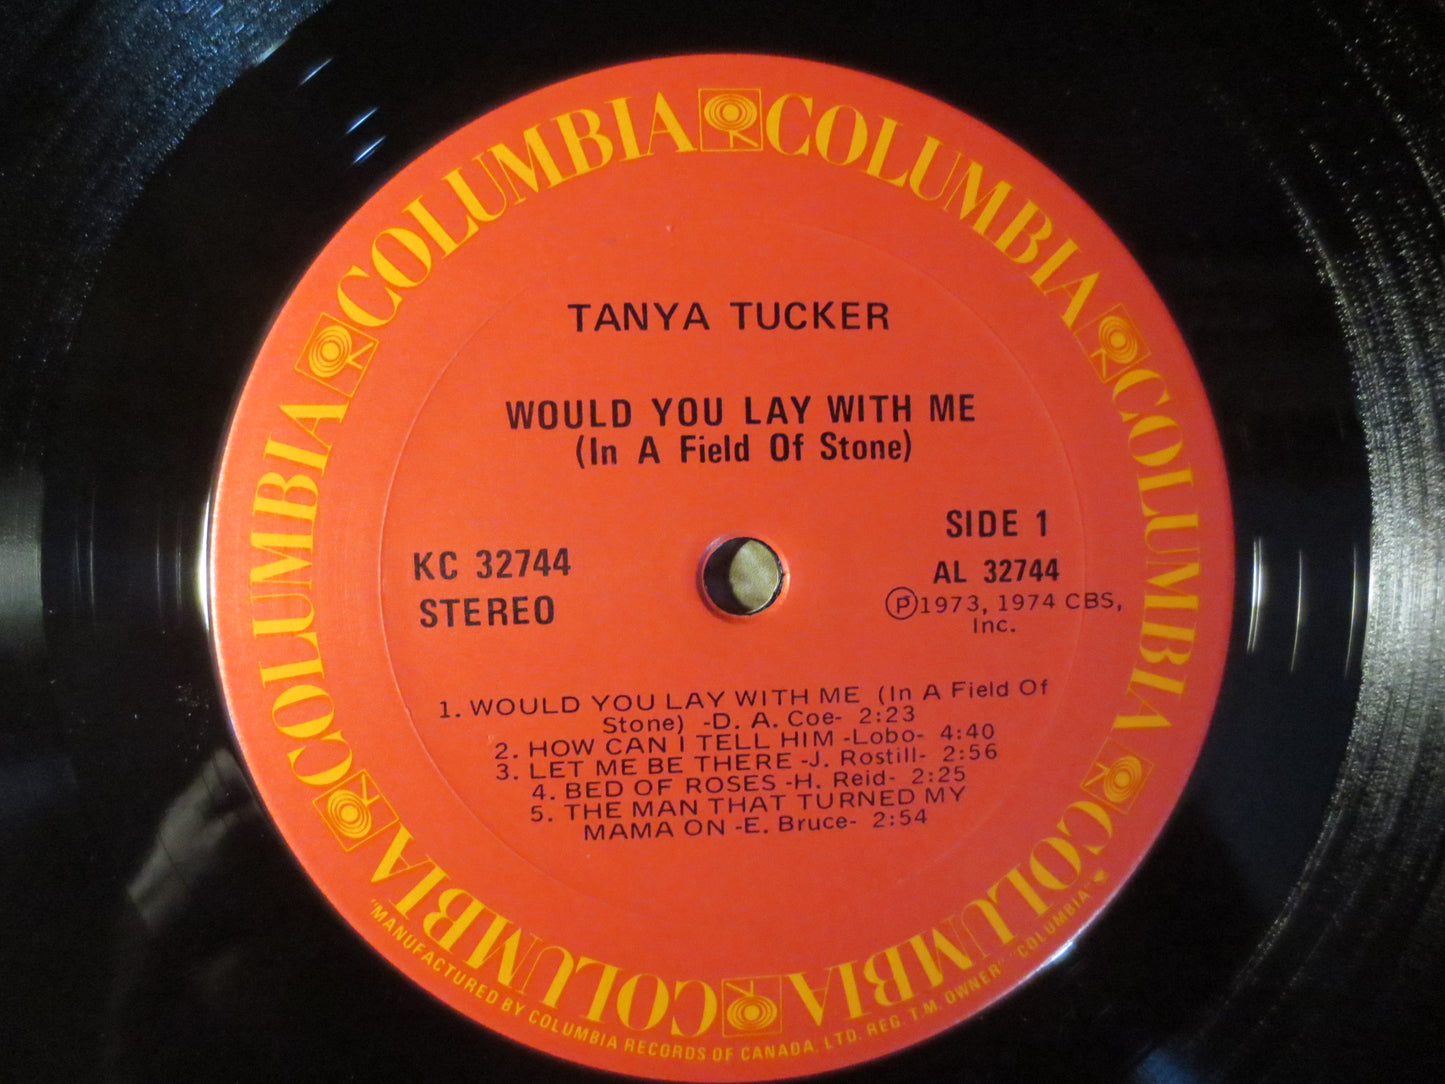 COLUMBIA COLUMBIA COLUMBIA COLUMBIA COLUMBIA COLUMBIA
TANYA TUCKER
WOULD YOU LAY WITH ME
(In A Field Of Stone)
SIDE 1
KC 32744
AL 32744
STEREO
Ⓟ1973, 1974 CBS,
Inc.
1. WOULD YOU LAY WITH ME (In A Field Of
Stone) -D. A. Coe- 2:23
2. HOW CAN I TELL HIM -Lobo- 4:40
3. LET ME BE THERE -J. Rostill- 2:56
4. BED OF ROSES -H. Reid- 2:25
5. THE MAN THAT TURNED MY
MAMA ON -E. Bruce- 2:54
"MANUFACTURED BY COLUMBIA RECORDS OF CANADA, LTD. REG. T.M. OWNER" "COLUMBIA"